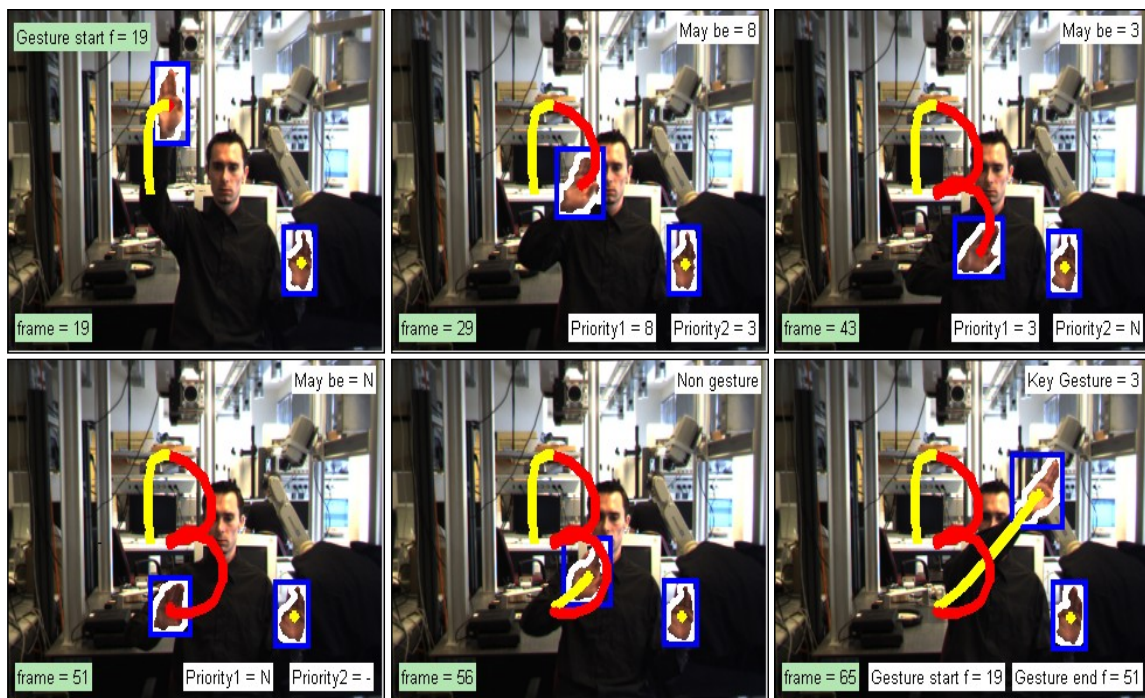 Gesture start f = 19
frame = 19
May be = 8
frame = 29
Priority1 = 8
Priority2 = 3
May be = 3
frame = 43
Priority1 = 3
Priority2 = N
May be = N
frame = 51
Priority1 = N
Priority2 = -
Non gesture
frame = 56
Key Gesture = 3
frame = 65
Gesture start f = 19
Gesture end f = 51